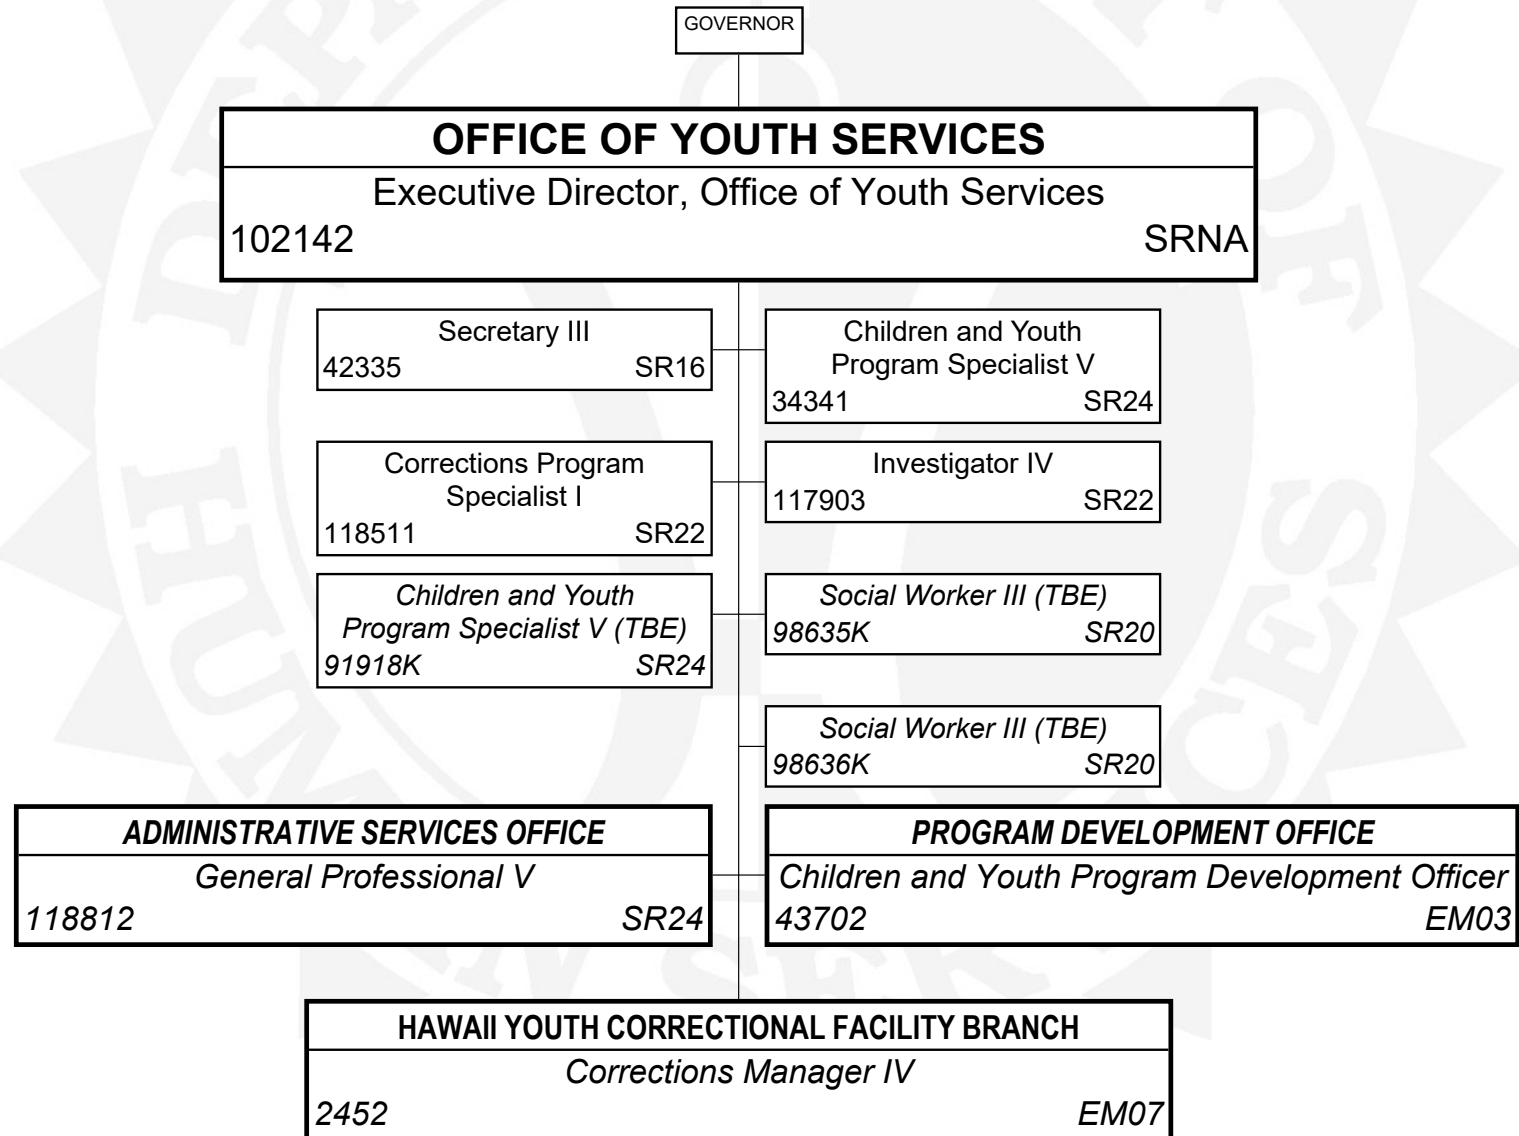 GOVERNOR
OFFICE OF YOUTH SERVICES
Executive Director, Office of Youth Services
102142 SRNA
Secretary III
42335 SR16
Children and Youth
Program Specialist V
34341 SR24
Corrections Program
Specialist I
118511 SR22
Investigator IV
117903 SR22
Children and Youth
Program Specialist V (TBE)
91918K SR24
Social Worker III (TBE)
98635K SR20
Social Worker III (TBE)
98636K SR20
ADMINISTRATIVE SERVICES OFFICE
General Professional V
118812 SR24
PROGRAM DEVELOPMENT OFFICE
Children and Youth Program Development Officer
43702 EM03
HAWAII YOUTH CORRECTIONAL FACILITY BRANCH
Corrections Manager IV
2452 EM07